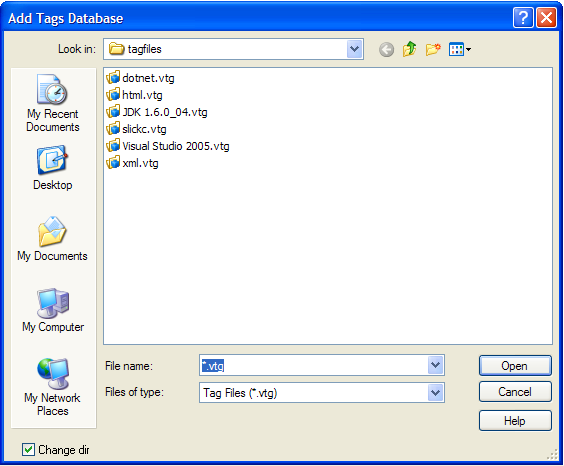 Add Tags Database
Look in:
tagfiles
My Recent
Documents
Desktop
My Documents
My Computer
My Network
Places
dotnet.vtg
html.vtg
JDK 1.6.0_04.vtg
slickc.vtg
Visual Studio 2005.vtg
xml.vtg
File name:
*.vtg
Open
Files of type:
Tag Files (*.vtg)
Cancel
Help
Change dir